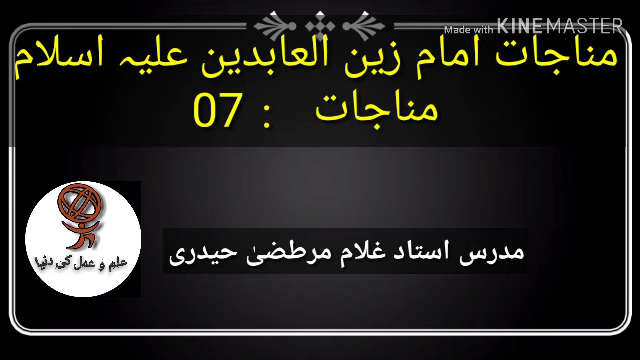 Made with KINEMASTER
مناجات امام زین العابدین علیہ اسلام
مناجات : 07
مدرس استاد غلام مرطضیٰ حیدری
علم و عمل کی دنیا